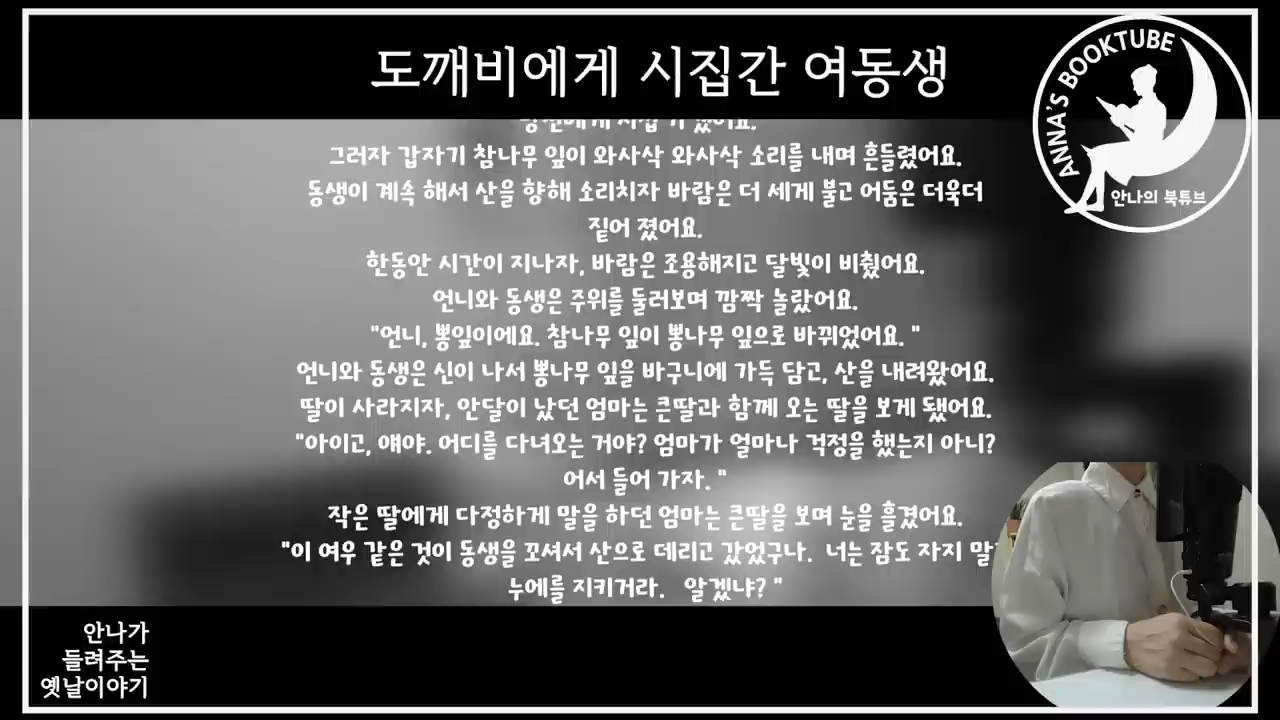 도깨비에게 시집간 여동생
ANNA'S BOOKTUBE
안나의 북튜브
그러자 갑자기 참나무 잎이 와사삭 와사삭 소리를 내며 흔들렸어요.
동생이 계속 해서 산을 향해 소리치자 바람은 더 세게 불고 어둠은 더욱더
짙어 졌어요.
한동안 시간이 지나자, 바람은 조용해지고 달빛이 비췄어요.
언니와 동생은 주위를 둘러보며 깜짝 놀랐어요.
"언니, 뽕잎이에요. 참나무 잎이 뽕나무 잎으로 바뀌었어요. "
언니와 동생은 신이 나서 뽕나무 잎을 바구니에 가득 담고, 산을 내려왔어요.
딸이 사라지자, 안달이 났던 엄마는 큰딸과 함께 오는 딸을 보게 됐어요.
"아이고, 얘야. 어디를 다녀오는 거야? 엄마가 얼마나 걱정을 했는지 아니?
어서 들어 가자. "
작은 딸에게 다정하게 말을 하던 엄마는 큰딸을 보며 눈을 흘겼어요.
"이 여우 같은 것이 동생을 꼬셔서 산으로 데리고 갔었구나. 너는 잠도 자지 말
누에를 지키거라. 알겠냐? "
안나가
들려주는
옛날이야기